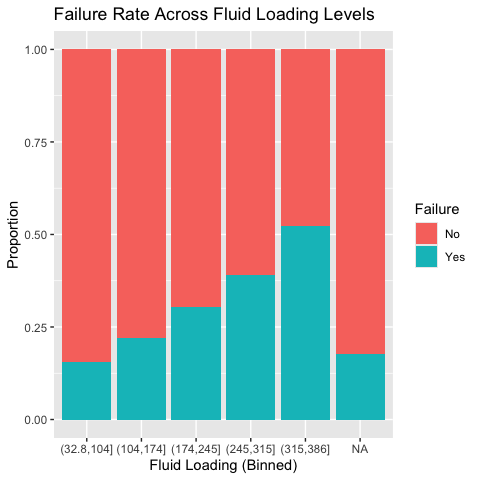 Failure Rate Across Fluid Loading Levels
1.00
0.75
0.50
0.25
0.00
Proportion
(32.8,104] (104,174] (174,245] (245,315] (315,386] NA
Fluid Loading (Binned)
Failure
No
Yes